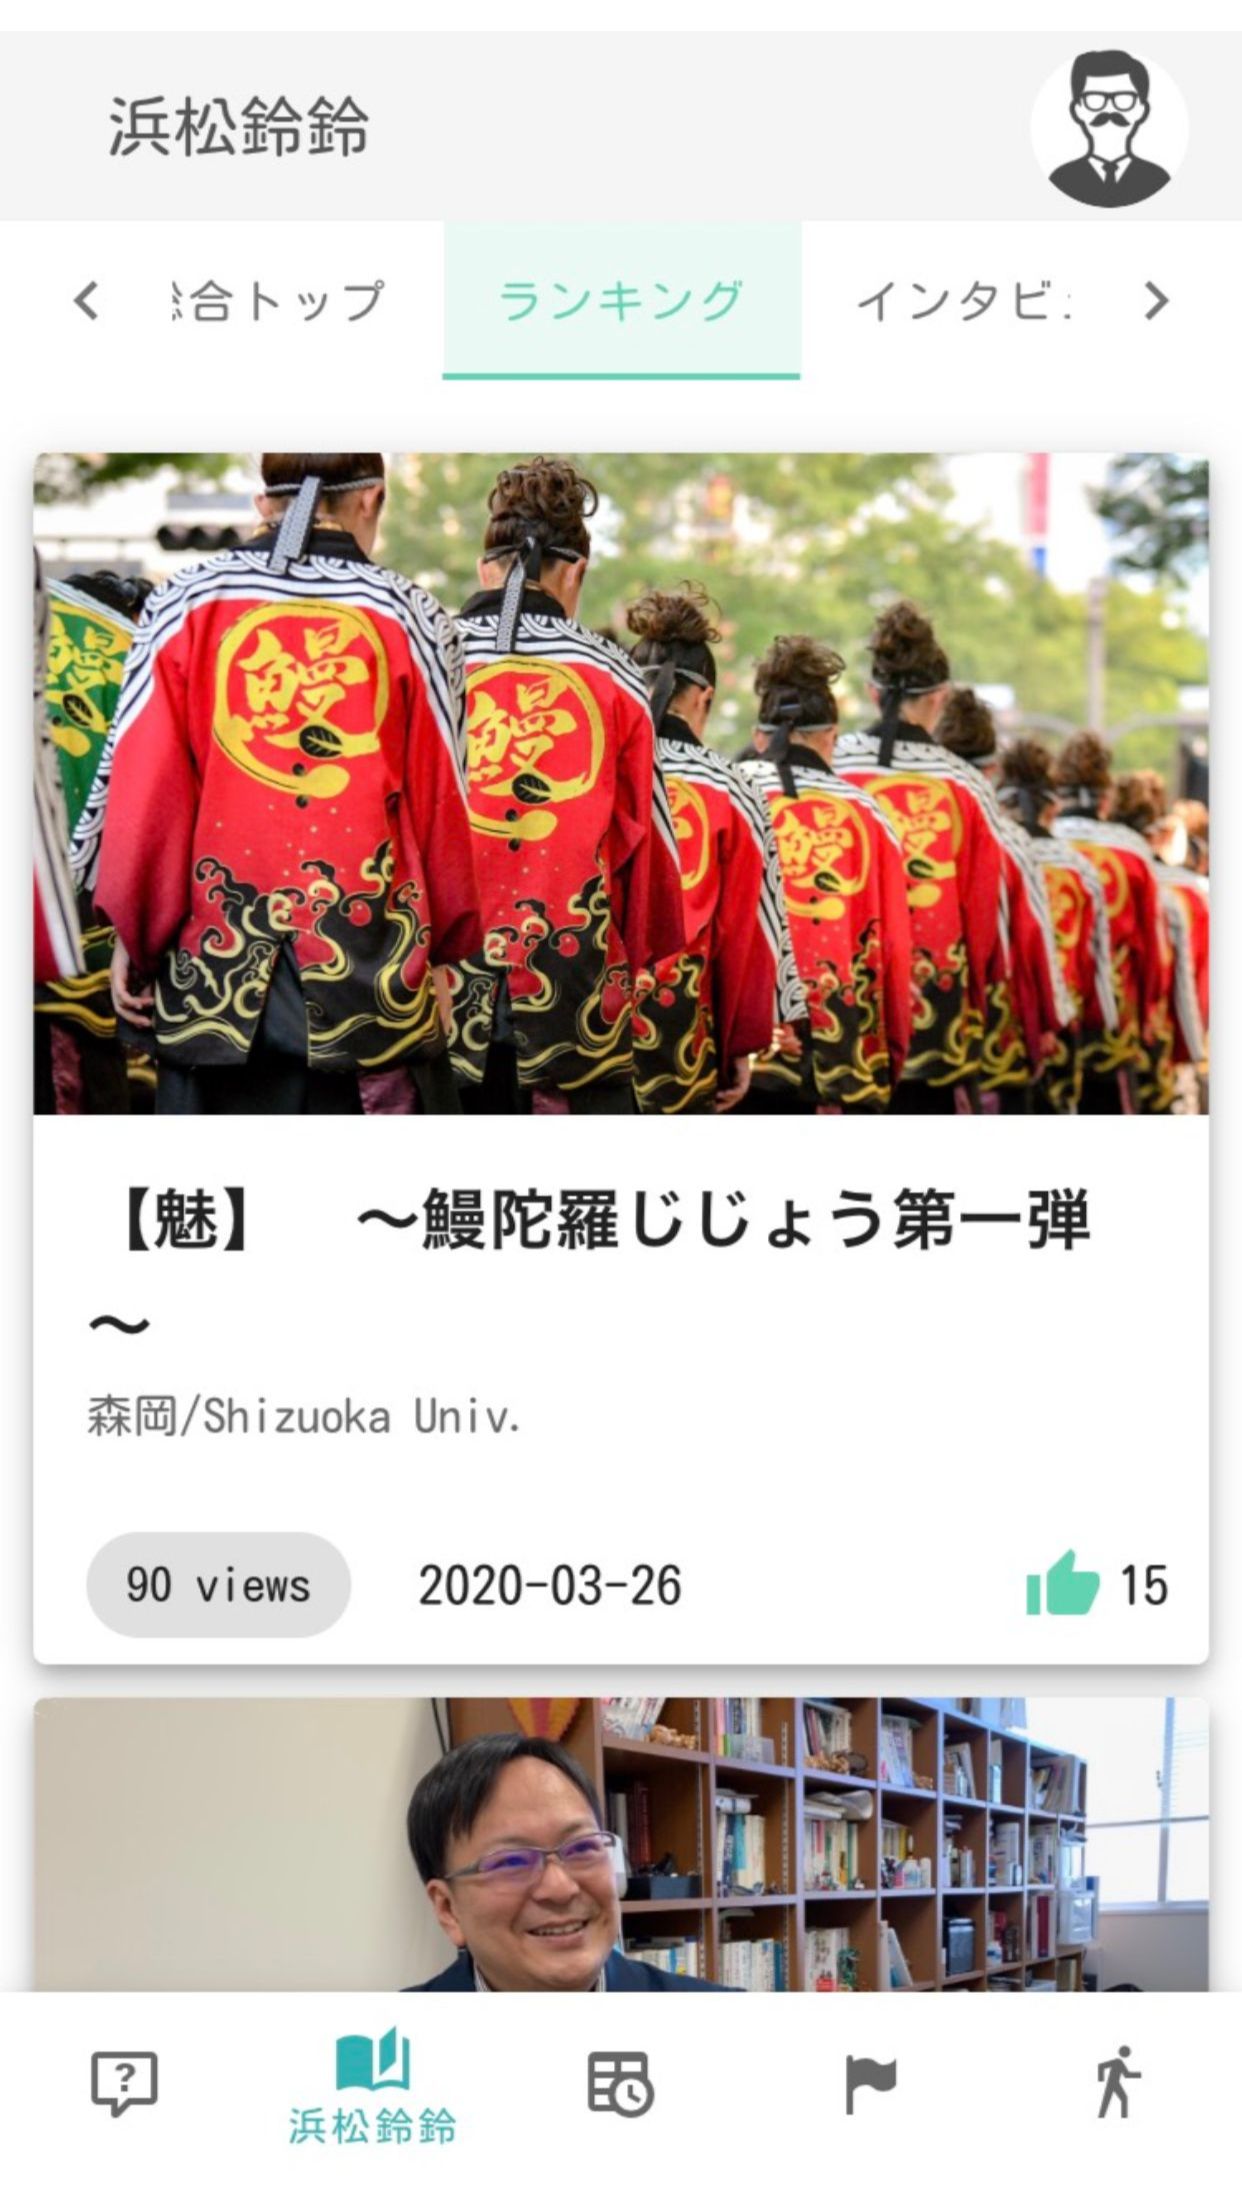 浜松鈴鈴
合トップ
ランキング
インタビ
鰻
鰻
鰻
鰻
【魅】　～鰻陀羅じじょう第一弾
～
森岡/Shizuoka Univ.
90 views
2020-03-26
15
浜松鈴鈴